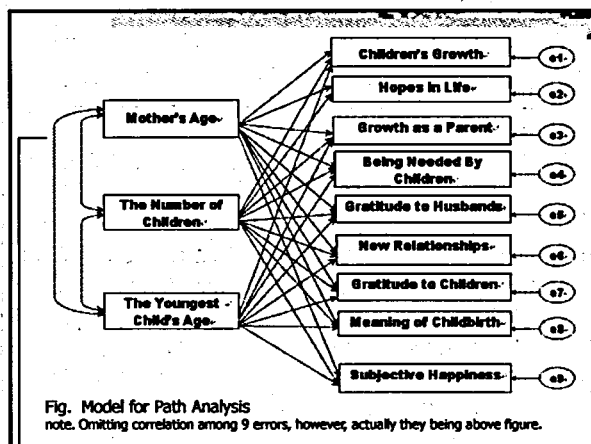 Children's Growth
e1
Hopes in Life
e2
Mother's Age
Growth as a Parent
e3
Being Needed By
Children
e4
The Number of
Children
Gratitude to Husbands
e5
New Relationships
e6
Gratitude to Children
e7
The Youngest
Child's Age
Meaning of Childbirth
e8
Subjective Happiness
e9
Fig. Model for Path Analysis
note. Omitting correlation among 9 errors, however, actually they being above figure.